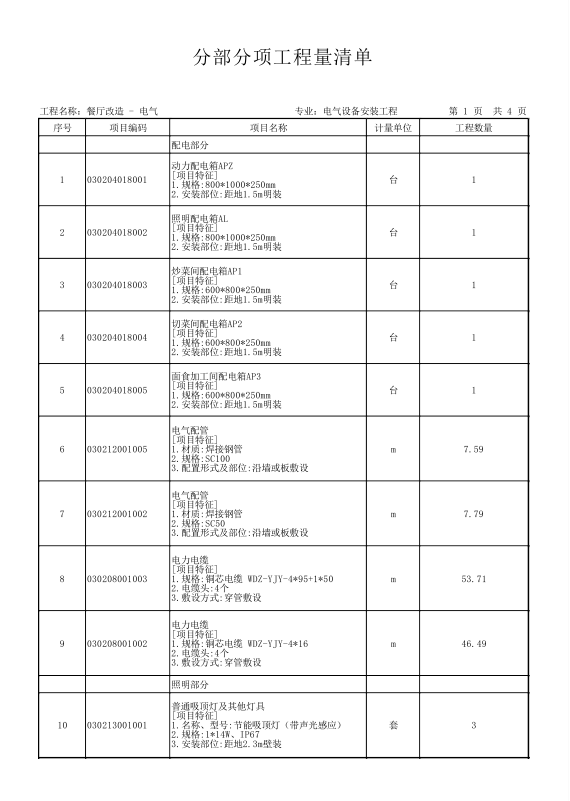 分部分项工程量清单
工程名称: 餐厅改造 - 电气 专业: 电气设备安装工程 第 1 页 共 4 页
序号 项目编码 项目名称 计量单位 工程数量
配电部分
1 030204018001 动力配电箱APZ
[项目特征]
1.规格:800*1000*250mm
2.安装部位:距地1.5m明装 台 1
2 030204018002 照明配电箱AL
[项目特征]
1.规格:800*1000*250mm
2.安装部位:距地1.5m明装 台 1
3 030204018003 炒菜间配电箱AP1
[项目特征]
1.规格:600*800*250mm
2.安装部位:距地1.5m明装 台 1
4 030204018004 切菜间配电箱AP2
[项目特征]
1.规格:600*800*250mm
2.安装部位:距地1.5m明装 台 1
5 030204018005 面食加工间配电箱AP3
[项目特征]
1.规格:600*800*250mm
2.安装部位:距地1.5m明装 台 1
6 030212001005 电气配管
[项目特征]
1.材质:焊接钢管
2.规格:SC100
3.配置形式及部位:沿墙或板敷设 m 7.59
7 030212001002 电气配管
[项目特征]
1.材质:焊接钢管
2.规格:SC50
3.配置形式及部位:沿墙或板敷设 m 7.79
8 030208001003 电力电缆
[项目特征]
1.规格:铜芯电缆 WDZ-YJY-4*95+1*50
2.电缆头:4个
3.敷设方式:穿管敷设 m 53.71
9 030208001002 电力电缆
[项目特征]
1.规格:铜芯电缆 WDZ-YJY-4*16
2.电缆头:4个
3.敷设方式:穿管敷设 m 46.49
照明部分
10 030213001001 普通吸顶灯及其他灯具
[项目特征]
1.名称、型号:节能吸顶灯（带声光感应）
2.规格:1*14W、IP67
3.安装部位:距地2.3m壁装 套 3